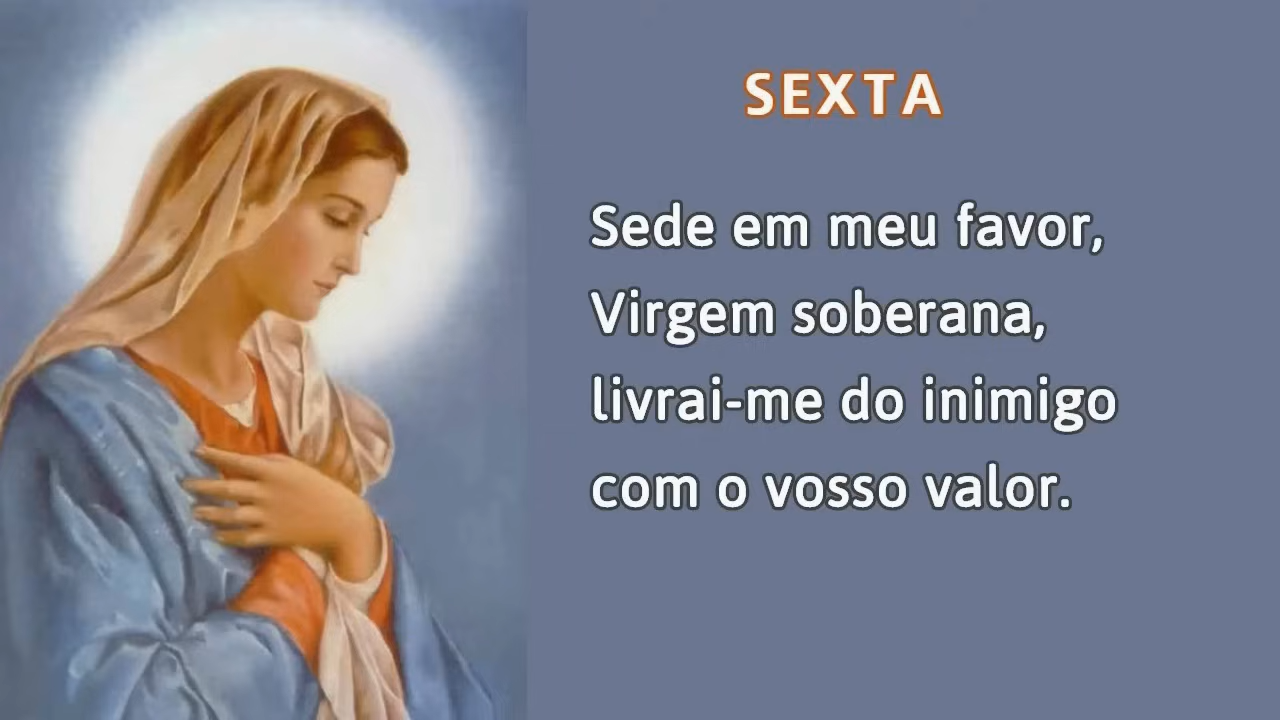 SEXTA
Sede em meu favor,
Virgem soberana,
livrai-me do inimigo
com o vosso valor.